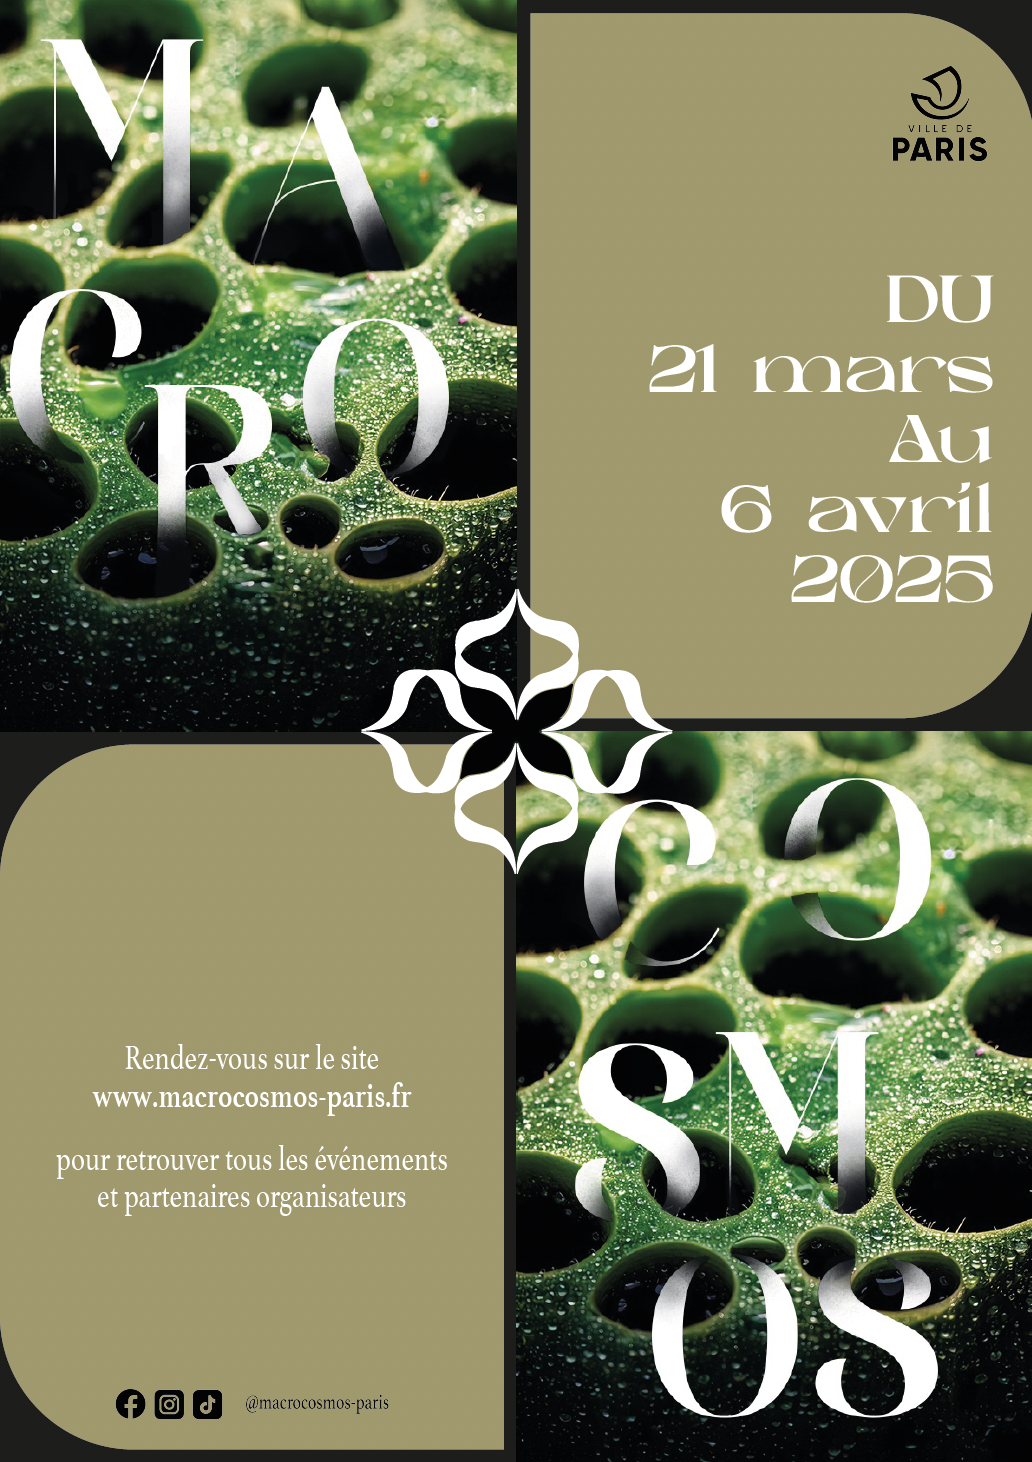 MA
CRO
VILLE DE
PARIS
DU
21 mars
Au
6 avril
2025
Rendez-vous sur le site
www.macrocosmos-paris.fr
pour retrouver tous les événements
et partenaires organisateurs
@macrocosmos-paris
CO
SM
OS